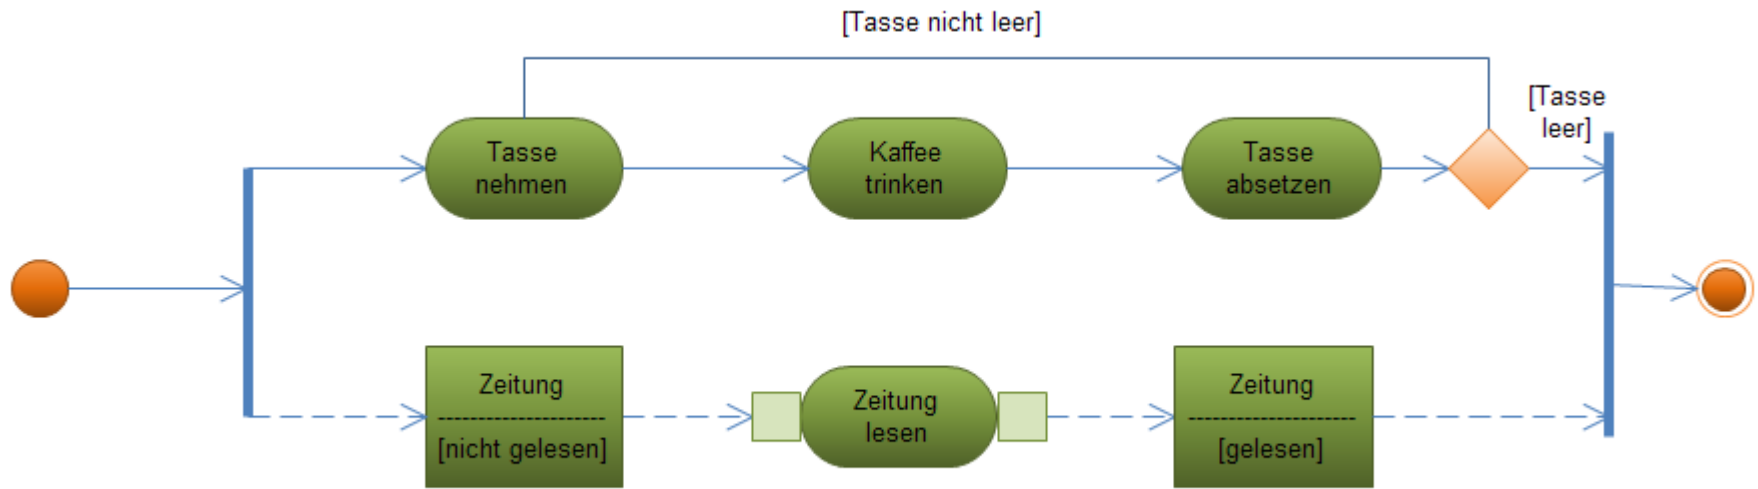 [Tasse nicht leer]
[Tasse
leer]
Tasse
nehmen
Kaffee
trinken
Tasse
absetzen
Zeitung
---------------------
[nicht gelesen]
Zeitung
lesen
Zeitung
---------------------
[gelesen]